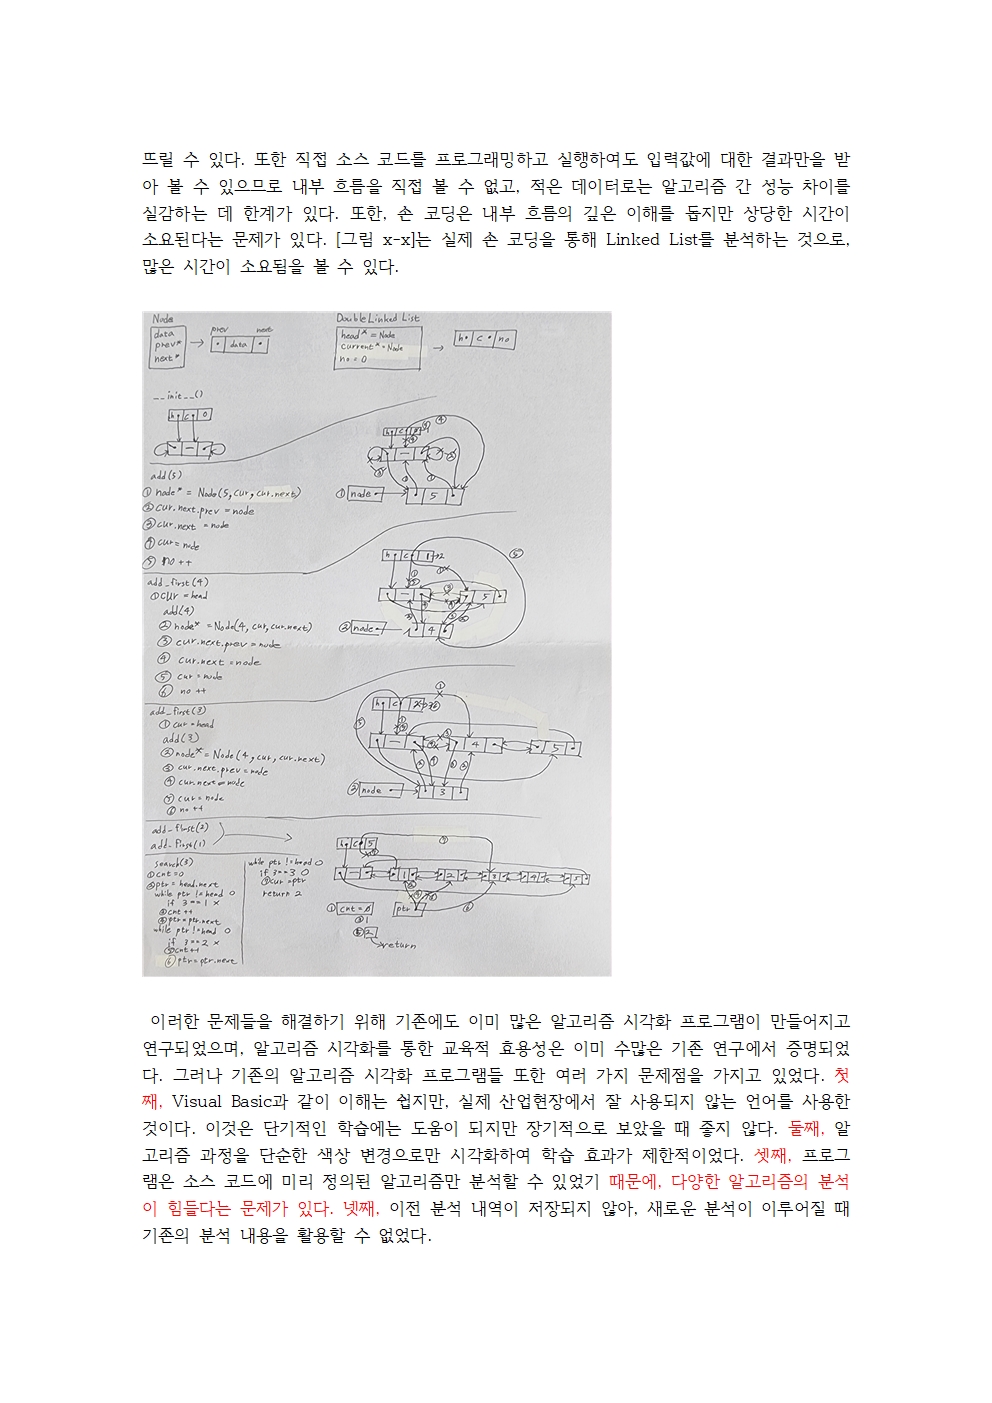 뜨릴 수 있다. 또한 직접 소스 코드를 프로그래밍하고 실행하여도 입력값에 대한 결과만을 받
아 볼 수 있으므로 내부 흐름을 직접 볼 수 없고, 적은 데이터로는 알고리즘 간 성능 차이를
실감하는 데 한계가 있다. 또한, 손 코딩은 내부 흐름의 깊은 이해를 돕지만 상당한 시간이
소요된다는 문제가 있다. [그림 x-x]는 실제 손 코딩을 통해 Linked List를 분석하는 것으로,
많은 시간이 소요됨을 볼 수 있다.
Node
data
prev*
next*
prev next
data
Double Linked List
head* = Node
current* = Node
no = 0
h c no
__init__()
h c 0
add(5)
① node* = Node(5, cur, cur.next)
② cur.next.prev = node
③ cur.next = node
④ cur = node
⑤ no ++
① node 5
add_first(4)
① cur = head
add(4)
② node* = Node(4, cur, cur.next)
③ cur.next.prev = node
④ cur.next = node
⑤ cur = node
⑥ no ++
h c 1→2
5
② node 4
add_first(3)
① cur = head
add(3)
② node* = Node(4, cur, cur.next)
③ cur.next.prev = node
④ cur.next = node
⑤ cur = node
⑥ no ++
4 5
② node 3
add_first(2)
add_first(1)
h c 5
1 2 3 4 5
search(3)
① cnt=0
② ptr = head.next
while ptr != head O
if 3 == 1 x
③ cnt ++
④ ptr = ptr.next
while ptr != head O
if 3 == 2 x
⑤ cnt ++
⑥ ptr = ptr.next
while ptr != head O
if 3 == 3 O
⑦ cur = ptr
return 2
① cnt = 0
ptr
③ 1
⑤ 2
return
이러한 문제들을 해결하기 위해 기존에도 이미 많은 알고리즘 시각화 프로그램이 만들어지고
연구되었으며, 알고리즘 시각화를 통한 교육적 효용성은 이미 수많은 기존 연구에서 증명되었
다. 그러나 기존의 알고리즘 시각화 프로그램들 또한 여러 가지 문제점을 가지고 있었다. 첫
째, Visual Basic과 같이 이해는 쉽지만, 실제 산업현장에서 잘 사용되지 않는 언어를 사용한
것이다. 이것은 단기적인 학습에는 도움이 되지만 장기적으로 보았을 때 좋지 않다. 둘째, 알
고리즘 과정을 단순한 색상 변경으로만 시각화하여 학습 효과가 제한적이었다. 셋째, 프로그
램은 소스 코드에 미리 정의된 알고리즘만 분석할 수 있었기 때문에, 다양한 알고리즘의 분석
이 힘들다는 문제가 있다. 넷째, 이전 분석 내역이 저장되지 않아, 새로운 분석이 이루어질 때
기존의 분석 내용을 활용할 수 없었다.